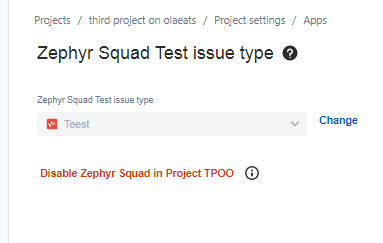 Projects / third project on olaeats / Project settings / Apps
Zephyr Squad Test issue type ?
Zephyr Squad Test issue type
Teest
Change
Disable Zephyr Squad in Project TPOO